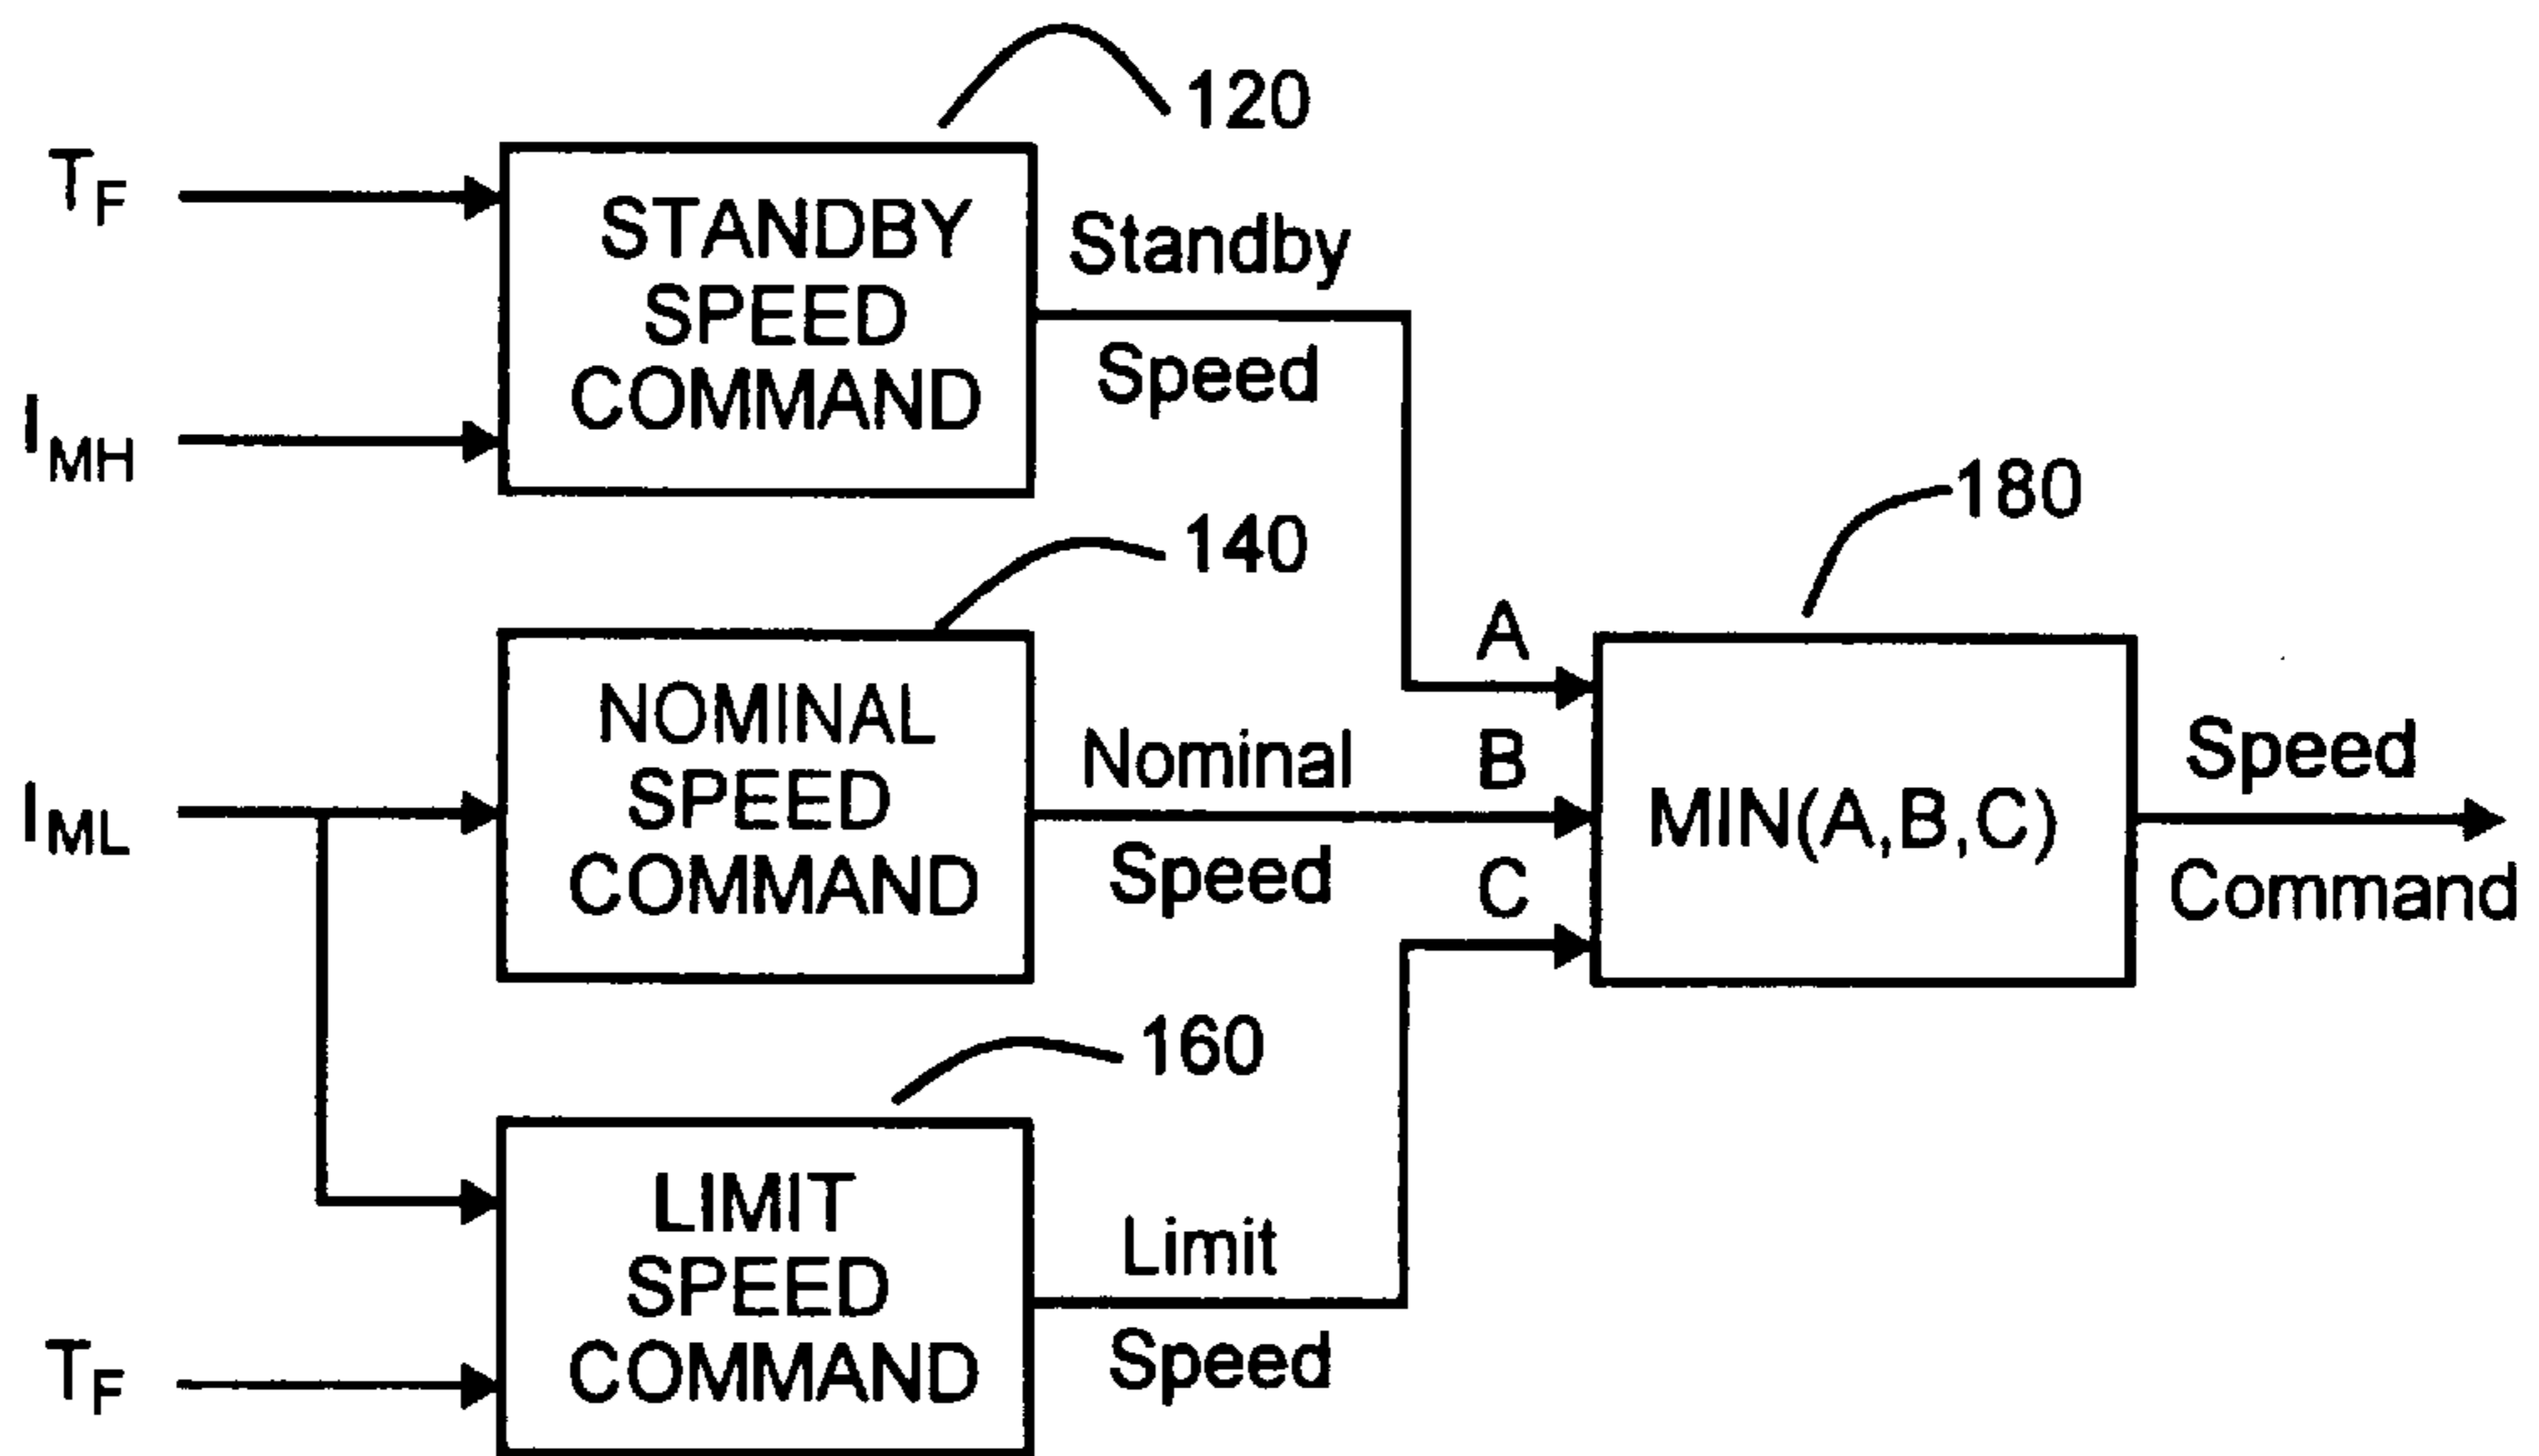 120
T_F
STANDBY
SPEED
COMMAND
Standby
Speed
I_MH
140
180
NOMINAL
SPEED
COMMAND
I_ML
Nominal
Speed
A
B
C
MIN(A,B,C)
Speed
Command
160
LIMIT
SPEED
COMMAND
Limit
Speed
T_F